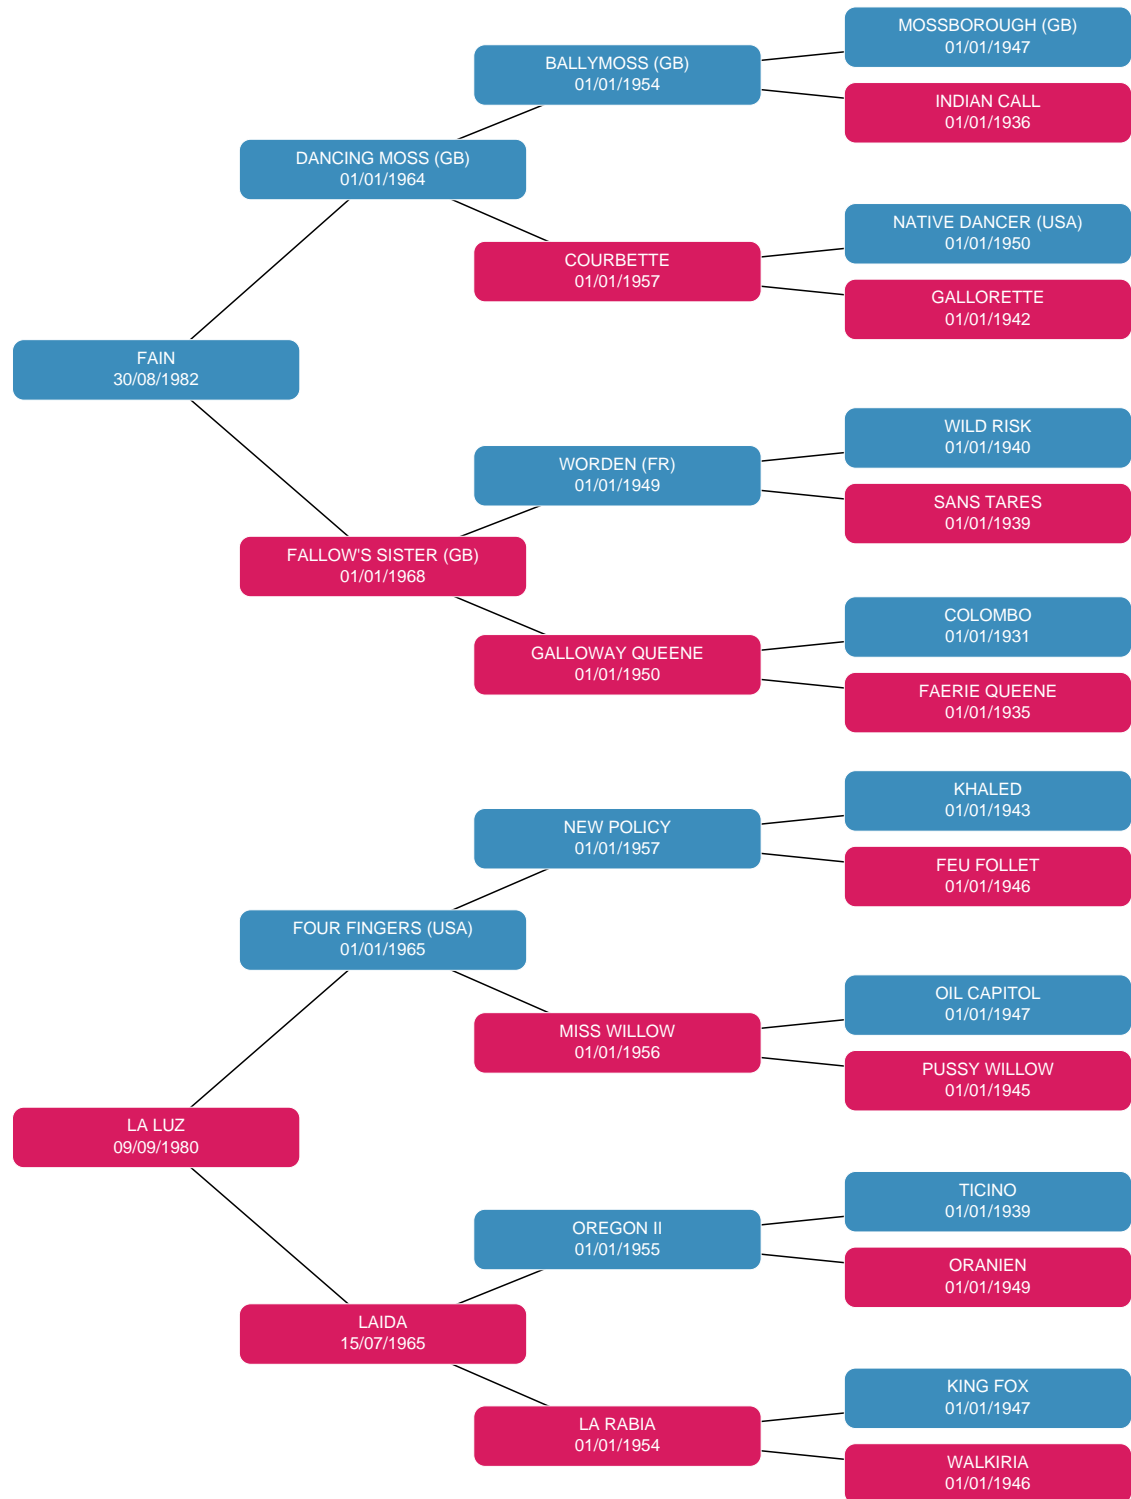 MOSSBOROUGH (GB)
01/01/1947
BALLYMOSS (GB)
01/01/1954
INDIAN CALL
01/01/1936
DANCING MOSS (GB)
01/01/1964
NATIVE DANCER (USA)
01/01/1950
COURBETTE
01/01/1957
GALLORETTE
01/01/1942
FAIN
30/08/1982
WILD RISK
01/01/1940
WORDEN (FR)
01/01/1949
SANS TARES
01/01/1939
FALLOW'S SISTER (GB)
01/01/1968
COLOMBO
01/01/1931
GALLOWAY QUEENE
01/01/1950
FAERIE QUEENE
01/01/1935
KHALED
01/01/1943
NEW POLICY
01/01/1957
FEU FOLLET
01/01/1946
FOUR FINGERS (USA)
01/01/1965
OIL CAPITOL
01/01/1947
MISS WILLOW
01/01/1956
PUSSY WILLOW
01/01/1945
LA LUZ
09/09/1980
TICINO
01/01/1939
OREGON II
01/01/1955
ORANIEN
01/01/1949
LAIDA
15/07/1965
KING FOX
01/01/1947
LA RABIA
01/01/1954
WALKIRIA
01/01/1946